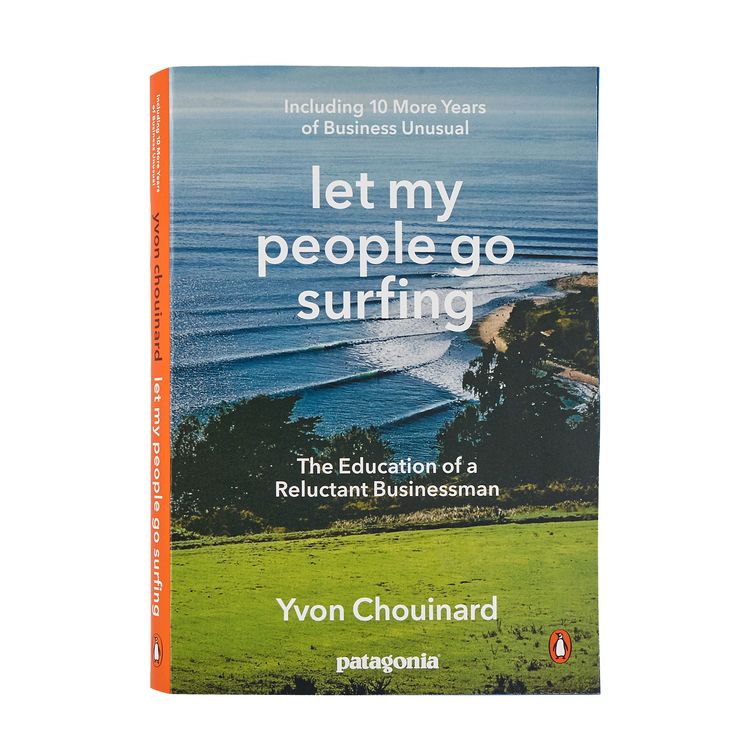 Including 10 More Years
of Business Unusual
let my
people go
surfing
The Education of a
Reluctant Businessman
Yvon Chouinard
patagonia
Including 10 More Years
of Business Unusual
yvon chouinard
let my people go surfing